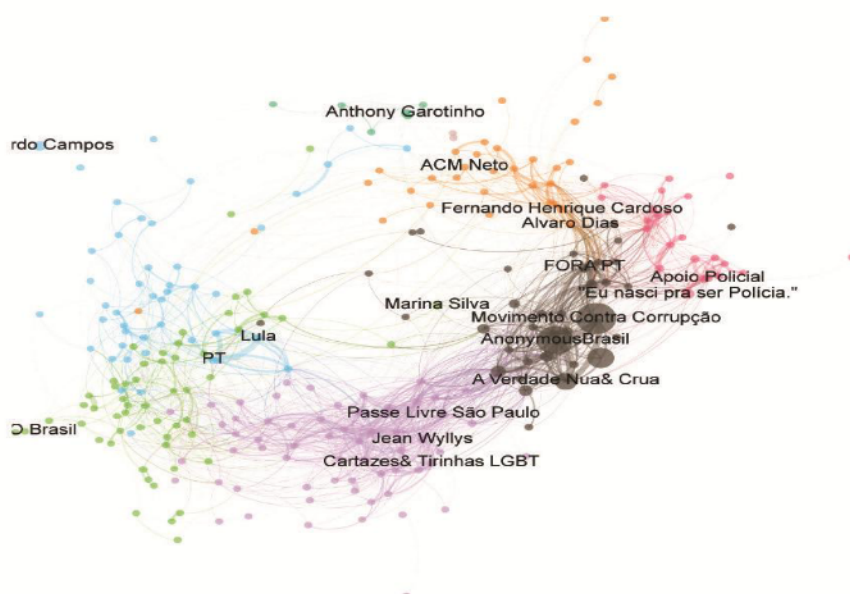 Anthony Garotinho
rdo Campos
ACM Neto
Fernando Henrique Cardoso
Alvaro Dias
FORA PT
Apoio Policial
"Eu nasci pra ser Polícia."
Marina Silva
Movimento Contra Corrupção
Lula
AnonymousBrasil
PT
A Verdade Nua& Crua
Passe Livre São Paulo
O Brasil
Jean Wyllys
Cartazes& Tirinhas LGBT